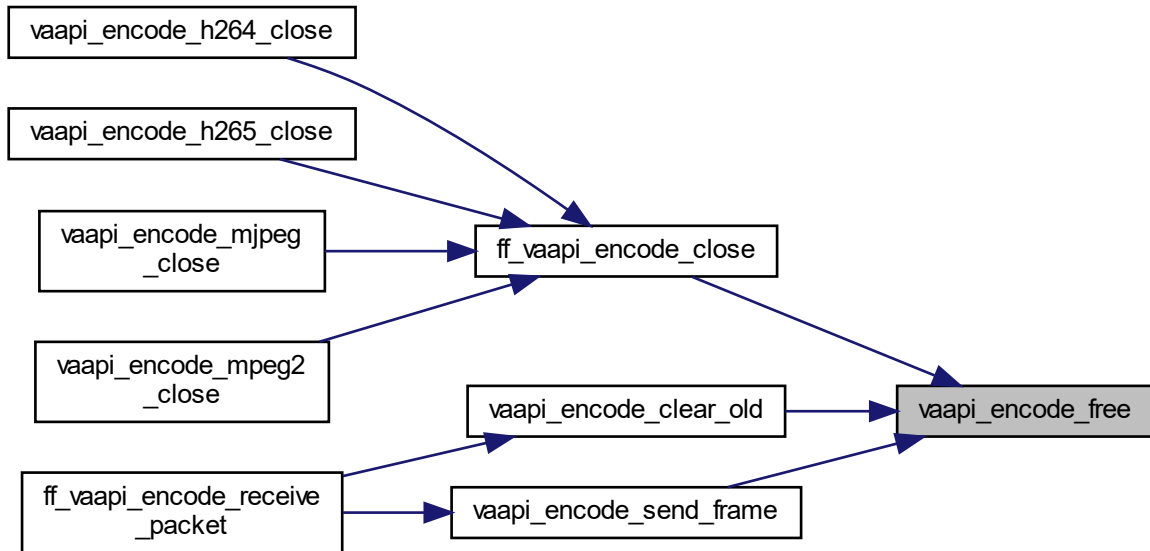 vaapi_encode_h264_close
vaapi_encode_h265_close
vaapi_encode_mjpeg
_close
ff_vaapi_encode_close
vaapi_encode_mpeg2
_close
vaapi_encode_clear_old
vaapi_encode_free
ff_vaapi_encode_receive
_packet
vaapi_encode_send_frame